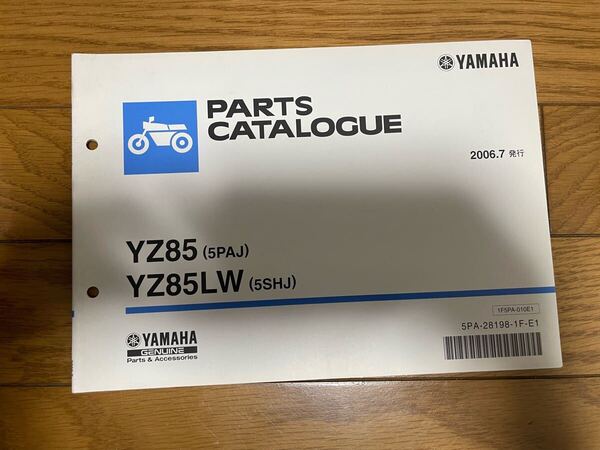 YAMAHA
PARTS
CATALOGUE
2006.7 発行
YZ85 (5PAJ)
YZ85LW (5SHJ)
1F5PA-010E1
5PA-28198-1F-E1
YAMAHA
GENUINE
Parts & Accessories